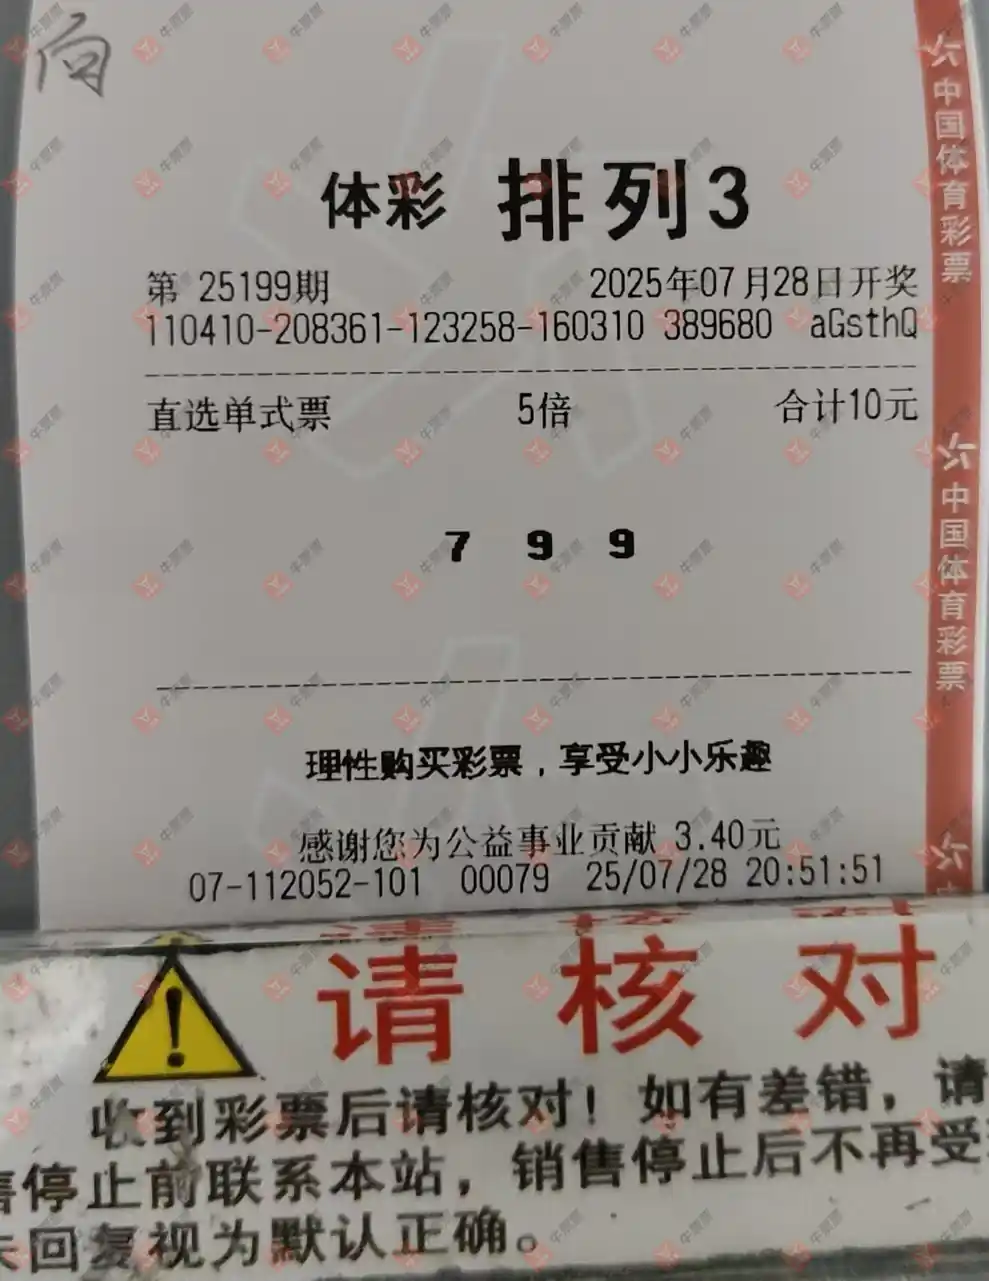 向
体彩 排列3
第 25199期 2025年07月28日开奖
110410-208361-123258-160310 389680 aGsthQ
直选单式票 5倍 合计10元
7 9 9
理性购买彩票，享受小小乐趣
感谢您为公益事业贡献 3.40元
07-112052-101 00079 25/07/28 20:51:51
中国体育彩票
中国体育彩票
请核对
收到彩票后请核对！如有差错，请
售停止前联系本站，销售停止后不再受
未回复视为默认正确。
牛票票